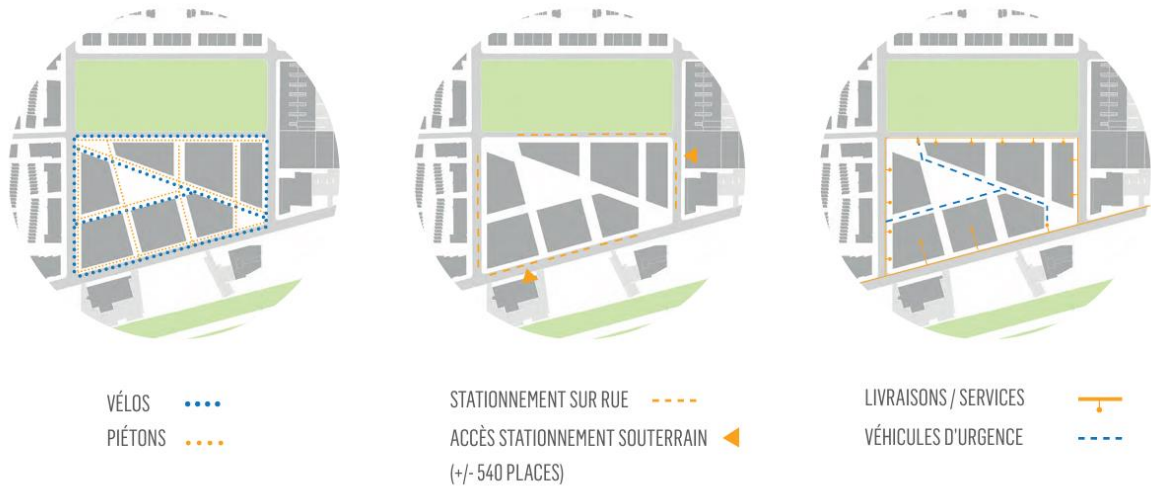 VÉLOS
PIÉTONS
STATIONNEMENT SUR RUE
ACCÈS STATIONNEMENT SOUTERRAIN
(+/- 540 PLACES)
LIVRAISONS / SERVICES
VÉHICULES D'URGENCE